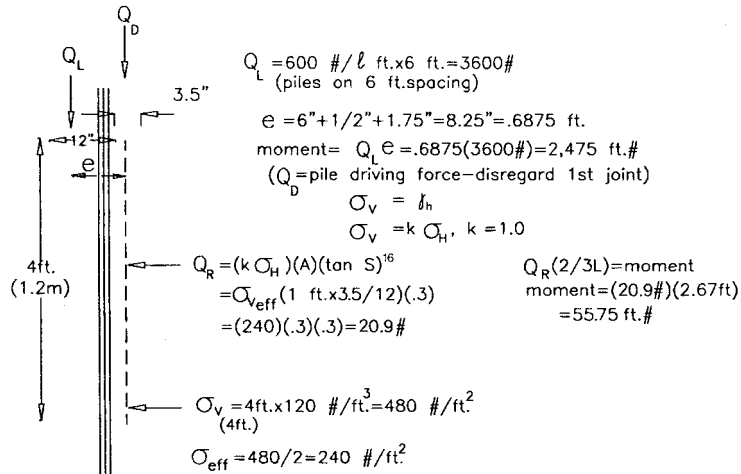 Q_D
Q_L
Q_L =600 #/ℓ ft.x6 ft.=3600#
(piles on 6 ft.spacing)
3.5"
12"
e
e =6"+1/2"+1.75"=8.25"=.6875 ft.
moment= Q_L e =.6875(3600#)=2,475 ft.#
(Q_D=pile driving force-disregard 1st joint)
σ_V = γ_h
σ_V =k σ_H, k =1.0
4ft.
(1.2m)
Q_R=(k σ_H)(A)(tan S)^16
=σ_Veff(1 ft.x3.5/12)(.3)
=(240)(.3)(.3)=20.9#
Q_R(2/3L)=moment
moment=(20.9#)(2.67ft)
=55.75 ft.#
σ_V =4ft.x120 #/ft.^3=480 #/ft.^2
(4ft.)
σ_eff =480/2=240 #/ft.^2